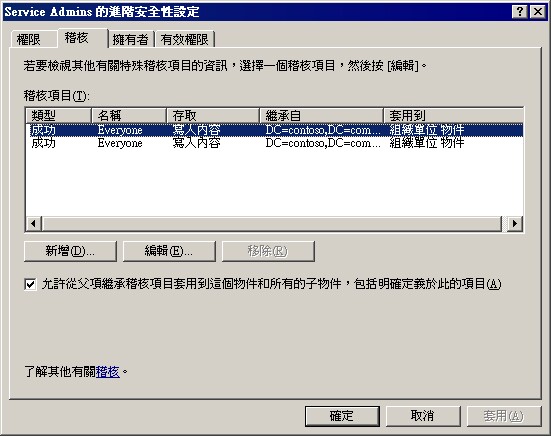 Service Admins 的進階安全性設定
權限 稽核 擁有者 有效權限
若要檢視其他有關特殊稽核項目的資訊，選擇一個稽核項目，然後按 [編輯]。
稽核項目(T):
類型 名稱 存取 繼承自 套用到
成功 Everyone 寫入內容 DC=contoso,DC=com... 組織單位 物件
成功 Everyone 寫入內容 DC=contoso,DC=com... 組織單位 物件
新增(D)... 編輯(E)... 移除(R)
允許從父項繼承稽核項目套用到這個物件和所有的子物件，包括明確定義於此的項目(A)
了解其他有關稽核。
確定 取消 套用(A)